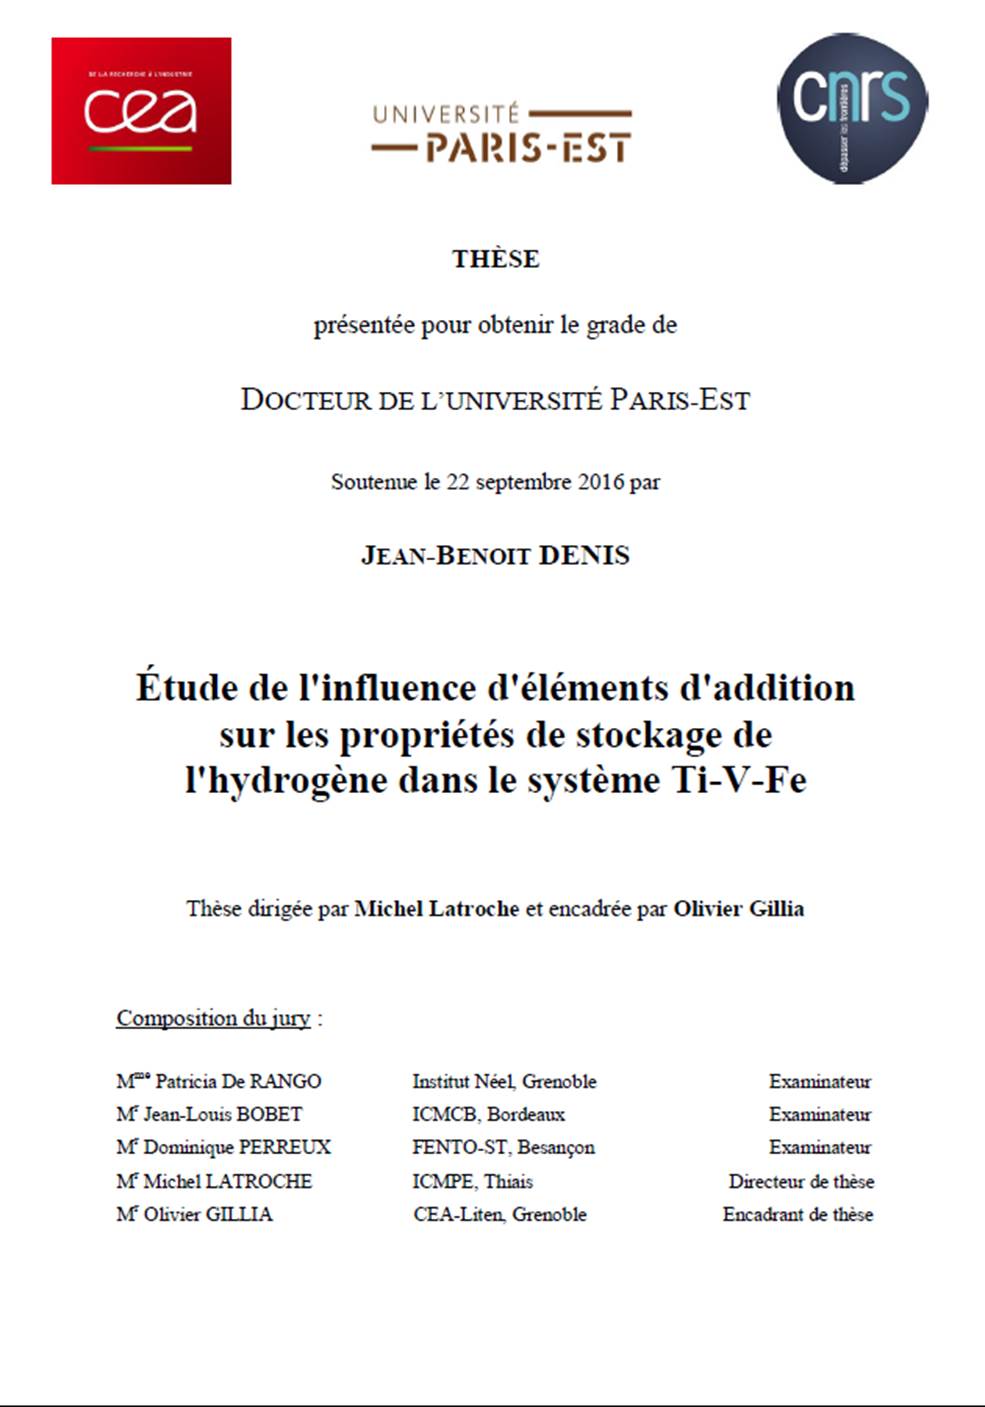 DE LA RECHERCHE À L'INDUSTRIE
cea
UNIVERSITÉ
PARIS-EST
cnrs
dépasser les frontières
THÈSE
présentée pour obtenir le grade de
DOCTEUR DE L'UNIVERSITÉ PARIS-EST
Soutenue le 22 septembre 2016 par
JEAN-BENOIT DENIS
Étude de l'influence d'éléments d'addition
sur les propriétés de stockage de
l'hydrogène dans le système Ti-V-Fe
Thèse dirigée par Michel Latroche et encadrée par Olivier Gillia
Composition du jury :
Mme Patricia De RANGO Institut Néel, Grenoble Examinateur
Mr Jean-Louis BOBET ICMCB, Bordeaux Examinateur
Mr Dominique PERREUX FENTO-ST, Besançon Examinateur
Mr Michel LATROCHE ICMPE, Thiais Directeur de thèse
Mr Olivier GILLIA CEA-Liten, Grenoble Encadrant de thèse